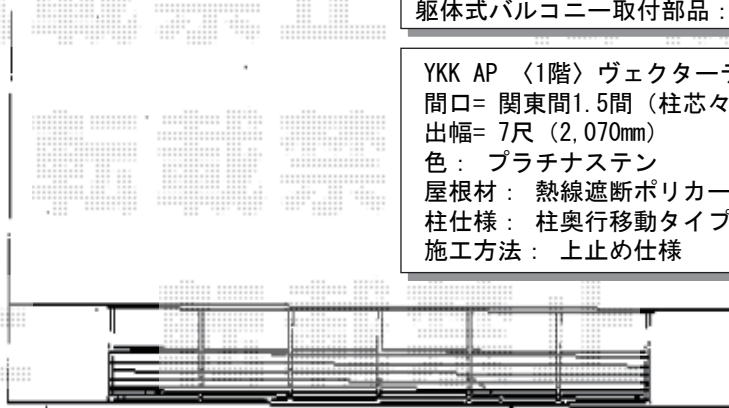 躯体式バルコニー取付部品：
YKK AP 〈1階〉ヴェクターテ
間口= 関東間1.5間（柱芯々
出幅= 7尺（2,070mm）
色： プラチナステン
屋根材： 熱線遮断ポリカー
柱仕様： 柱奥行移動タイプ
施工方法： 上止め仕様
転載禁